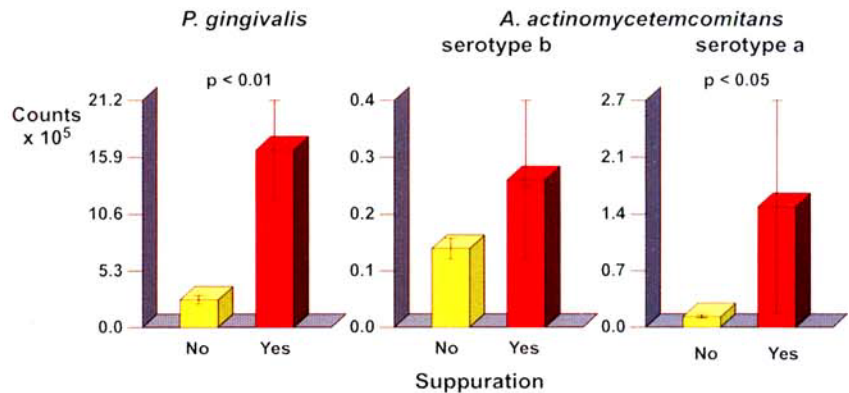 P. gingivalis
A. actinomycetemcomitans
serotype b
serotype a
Counts
x 10⁵
p < 0.01
21.2
15.9
10.6
5.3
0.0
No Yes
0.4
0.3
0.2
0.1
0.0
No Yes
p < 0.05
2.7
2.1
1.4
0.7
0.0
No Yes
Suppuration